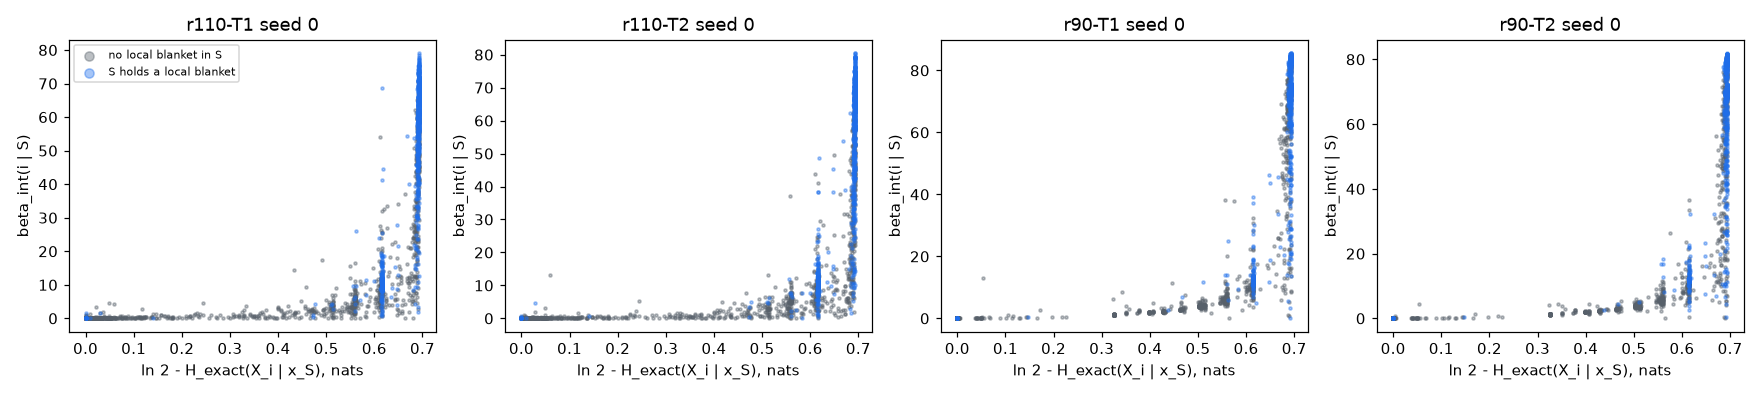 r110-T1 seed 0
no local blanket in S
S holds a local blanket
80
70
60
50
40
30
20
10
0
beta_int(i | S)
0.0 0.1 0.2 0.3 0.4 0.5 0.6 0.7
ln 2 - H_exact(X_i | x_S), nats
r110-T2 seed 0
80
70
60
50
40
30
20
10
0
beta_int(i | S)
0.0 0.1 0.2 0.3 0.4 0.5 0.6 0.7
ln 2 - H_exact(X_i | x_S), nats
r90-T1 seed 0
80
60
40
20
0
beta_int(i | S)
0.0 0.1 0.2 0.3 0.4 0.5 0.6 0.7
ln 2 - H_exact(X_i | x_S), nats
r90-T2 seed 0
80
60
40
20
0
beta_int(i | S)
0.0 0.1 0.2 0.3 0.4 0.5 0.6 0.7
ln 2 - H_exact(X_i | x_S), nats